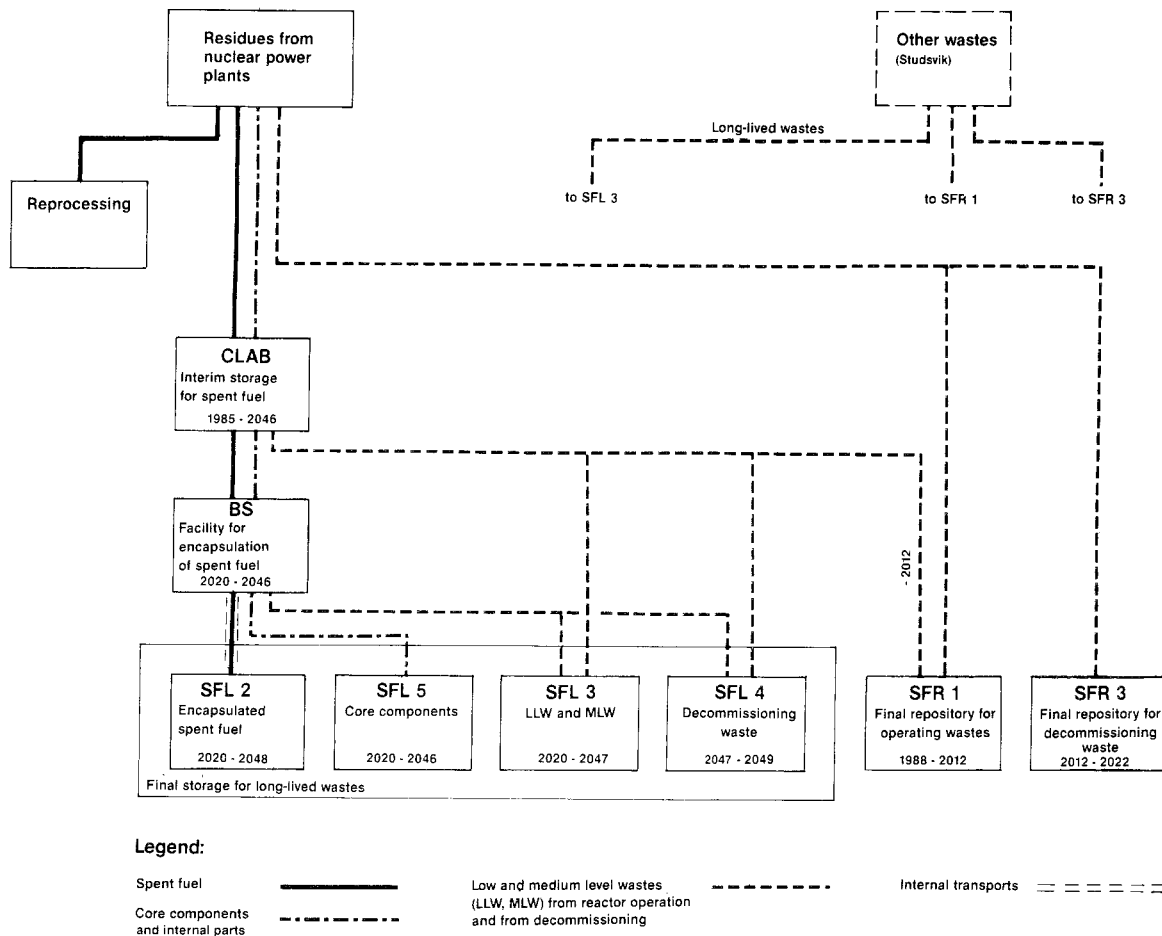 Residues from
nuclear power
plants
Other wastes
(Studsvik)
Long-lived wastes
Reprocessing
to SFL 3
to SFR 1
to SFR 3
CLAB
Interim storage
for spent fuel
1985 - 2046
BS
Facility for
encapsulation
of spent fuel
2020 - 2046
- 2012
SFL 2
Encapsulated
spent fuel
2020 - 2048
SFL 5
Core components
2020 - 2046
SFL 3
LLW and MLW
2020 - 2047
SFL 4
Decommissioning
waste
2047 - 2049
SFR 1
Final repository for
operating wastes
1988 - 2012
SFR 3
Final repository for
decommissioning
waste
2012 - 2022
Final storage for long-lived wastes
Legend:
Spent fuel
Core components
and internal parts
Low and medium level wastes
(LLW, MLW) from reactor operation
and from decommissioning
Internal transports